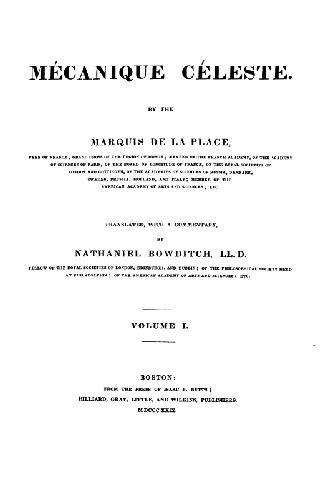 MÉCANIQUE CÉLESTE.
BY THE
MARQUIS DE LA PLACE,
PEER OF FRANCE; GRAND CROSS OF THE LEGION OF HONOR; MEMBER OF THE FRENCH ACADEMY, OF THE ACADEMY
OF SCIENCES OF PARIS, OF THE BOARD OF LONGITUDE OF FRANCE, OF THE ROYAL SOCIETIES OF
LONDON AND GÖTTINGEN, OF THE ACADEMIES OF SCIENCES OF RUSSIA, DENMARK,
SWEDEN, PRUSSIA, HOLLAND, AND ITALY; MEMBER OF THE
AMERICAN ACADEMY OF ARTS AND SCIENCES; ETC.
TRANSLATED, WITH A COMMENTARY,
BY
NATHANIEL BOWDITCH, LL. D.
FELLOW OF THE ROYAL SOCIETIES OF LONDON, EDINBURGH, AND DUBLIN; OF THE PHILOSOPHICAL SOCIETY HELD
AT PHILADELPHIA; OF THE AMERICAN ACADEMY OF ARTS AND SCIENCES; ETC.
VOLUME I.
BOSTON:
FROM THE PRESS OF ISAAC R. BUTTS;
HILLIARD, GRAY, LITTLE, AND WILKINS, PUBLISHERS.
MDCCCXXIX.